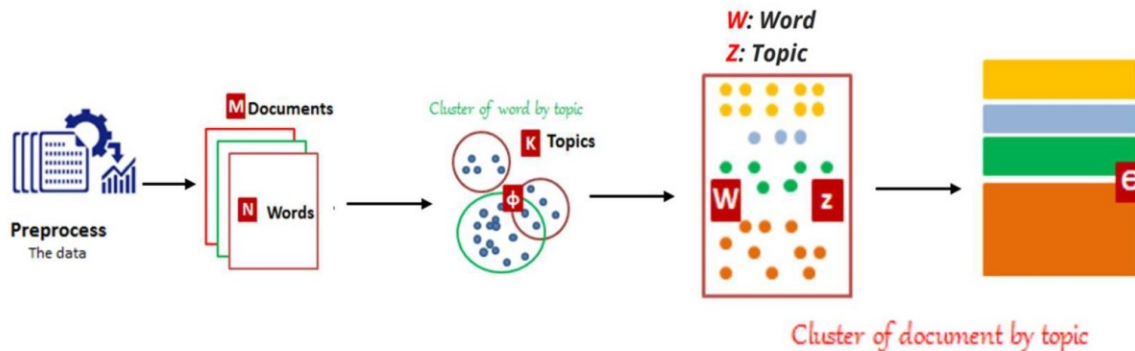 W: Word
Z: Topic
M Documents
Cluster of word by topic
K Topics
ϕ
N Words
W z
Preprocess
The data
Cluster of document by topic